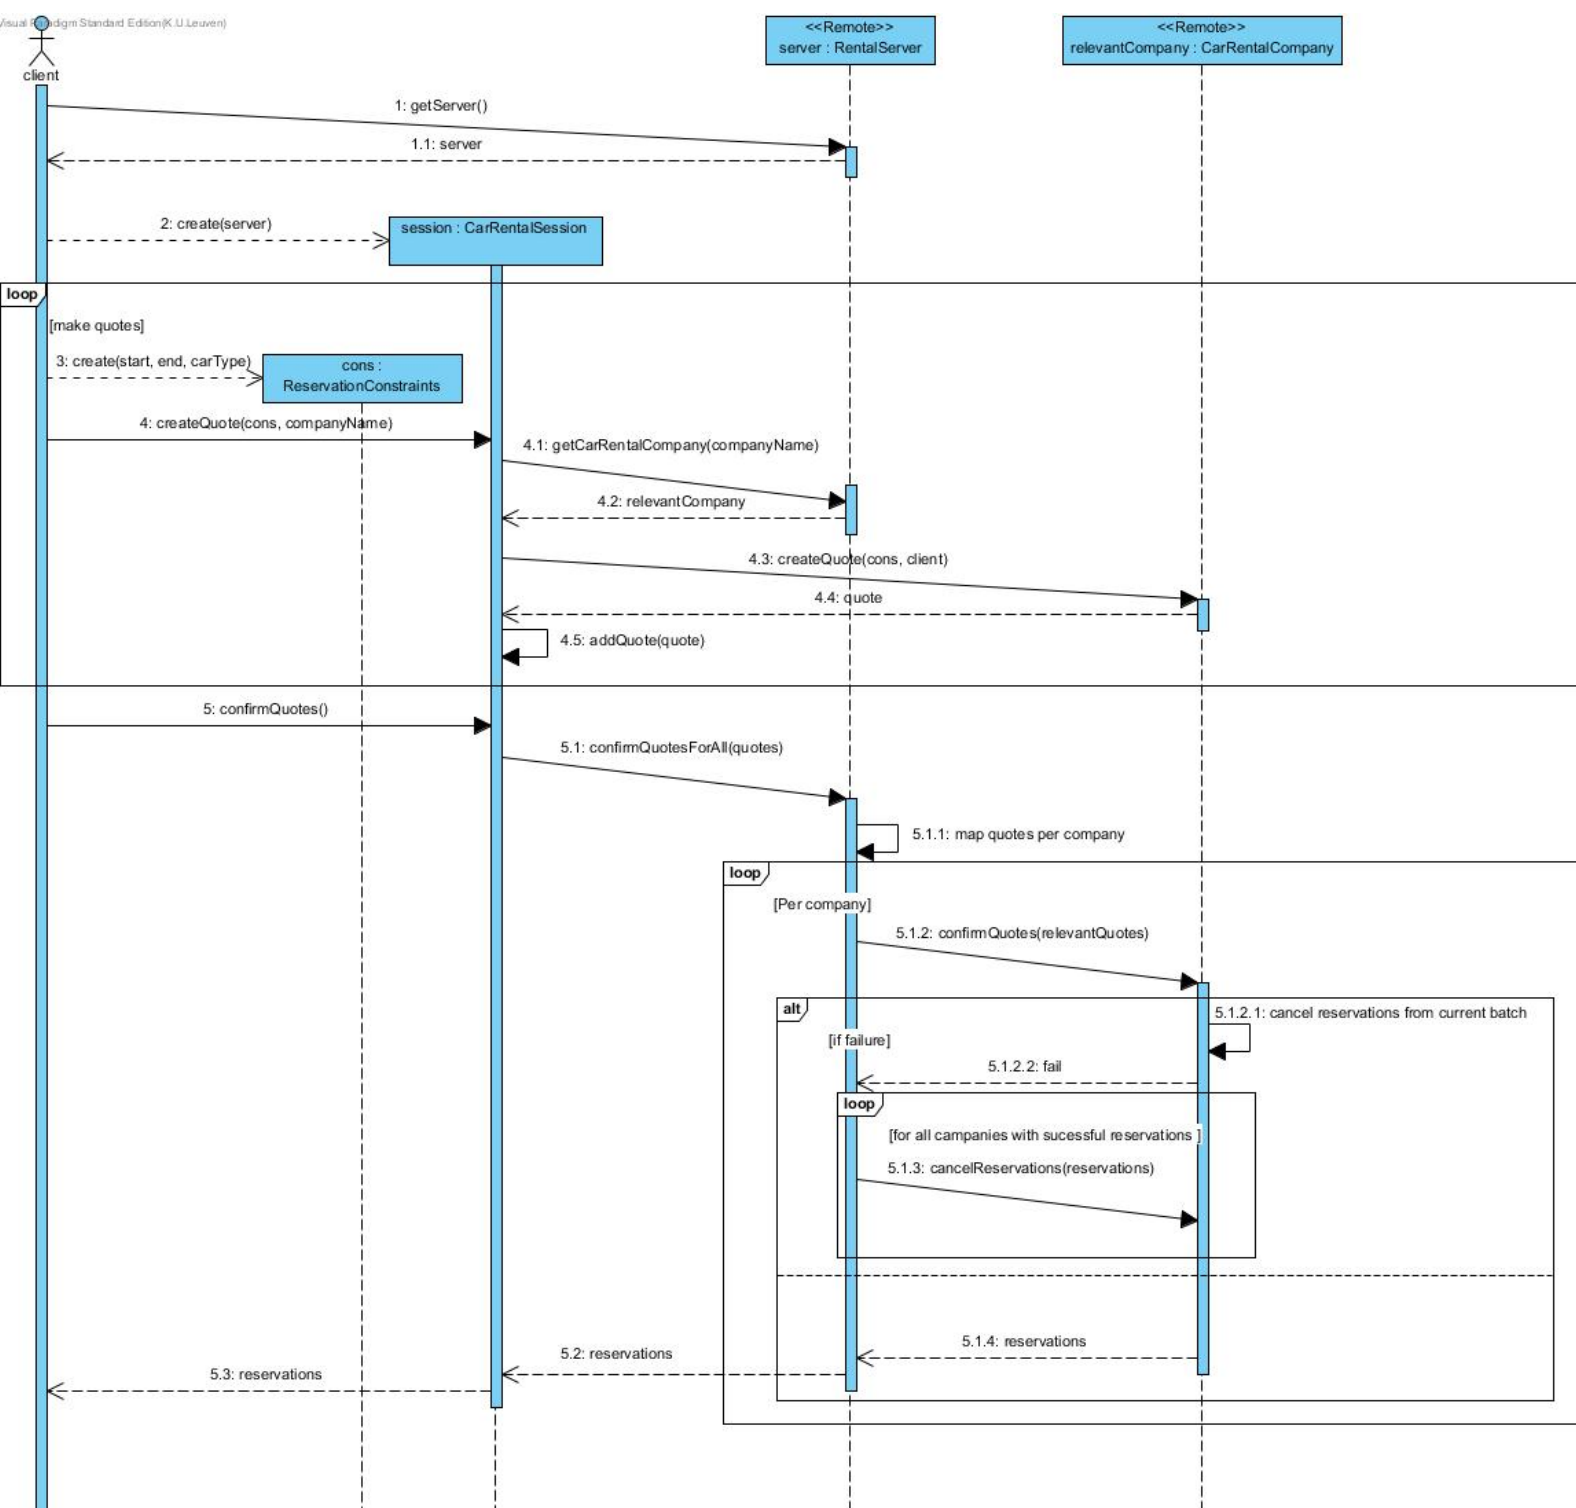 Visual Paradigm Standard Edition(K.U.Leuven)
<<Remote>>
server : RentalServer
<<Remote>>
relevantCompany : CarRentalCompany
client
1: getServer()
1.1: server
2: create(server)
session : CarRentalSession
loop
[make quotes]
3: create(start, end, carType)
cons :
ReservationConstraints
4: createQuote(cons, companyName)
4.1: getCarRentalCompany(companyName)
4.2: relevantCompany
4.3: createQuote(cons, client)
4.4: quote
4.5: addQuote(quote)
5: confirmQuotes()
5.1: confirmQuotesForAll(quotes)
5.1.1: map quotes per company
loop
[Per company]
5.1.2: confirmQuotes(relevantQuotes)
alt
5.1.2.1: cancel reservations from current batch
[if failure]
5.1.2.2: fail
loop
[for all campanies with sucessful reservations ]
5.1.3: cancelReservations(reservations)
5.1.4: reservations
5.2: reservations
5.3: reservations